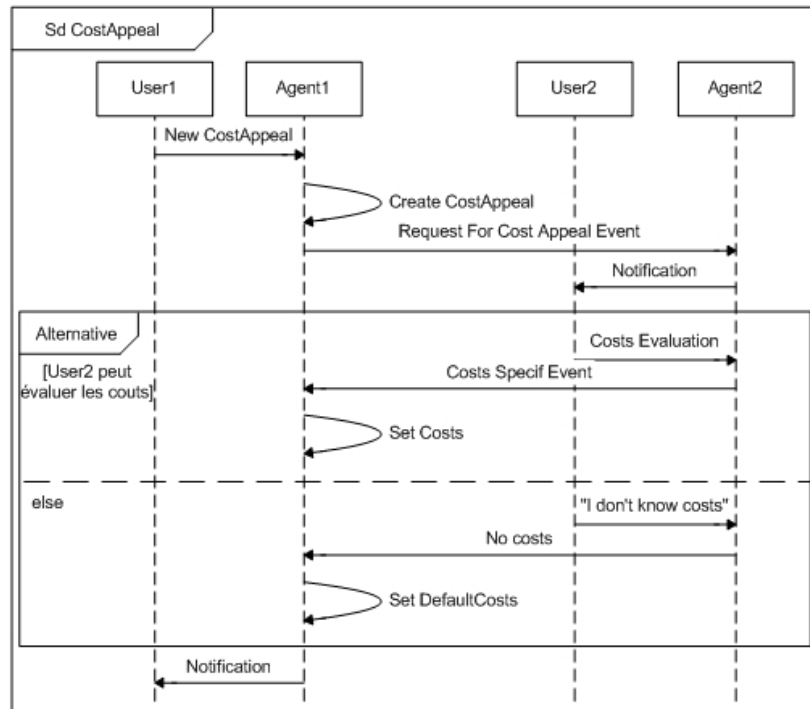 Sd CostAppeal
User1
Agent1
User2
Agent2
New CostAppeal
Create CostAppeal
Request For Cost Appeal Event
Notification
Alternative
Costs Evaluation
[User2 peut
évaluer les couts]
Costs Specif Event
Set Costs
else
"I don't know costs"
No costs
Set DefaultCosts
Notification